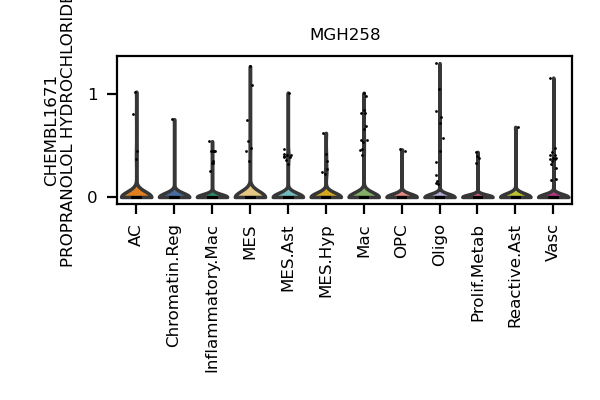 MGH258
CHEMBL1671
PROPRANOLOL HYDROCHLORIDE
1
0
AC
Chromatin.Reg
Inflammatory.Mac
MES
MES.Ast
MES.Hyp
Mac
OPC
Oligo
Prolif.Metab
Reactive.Ast
Vasc